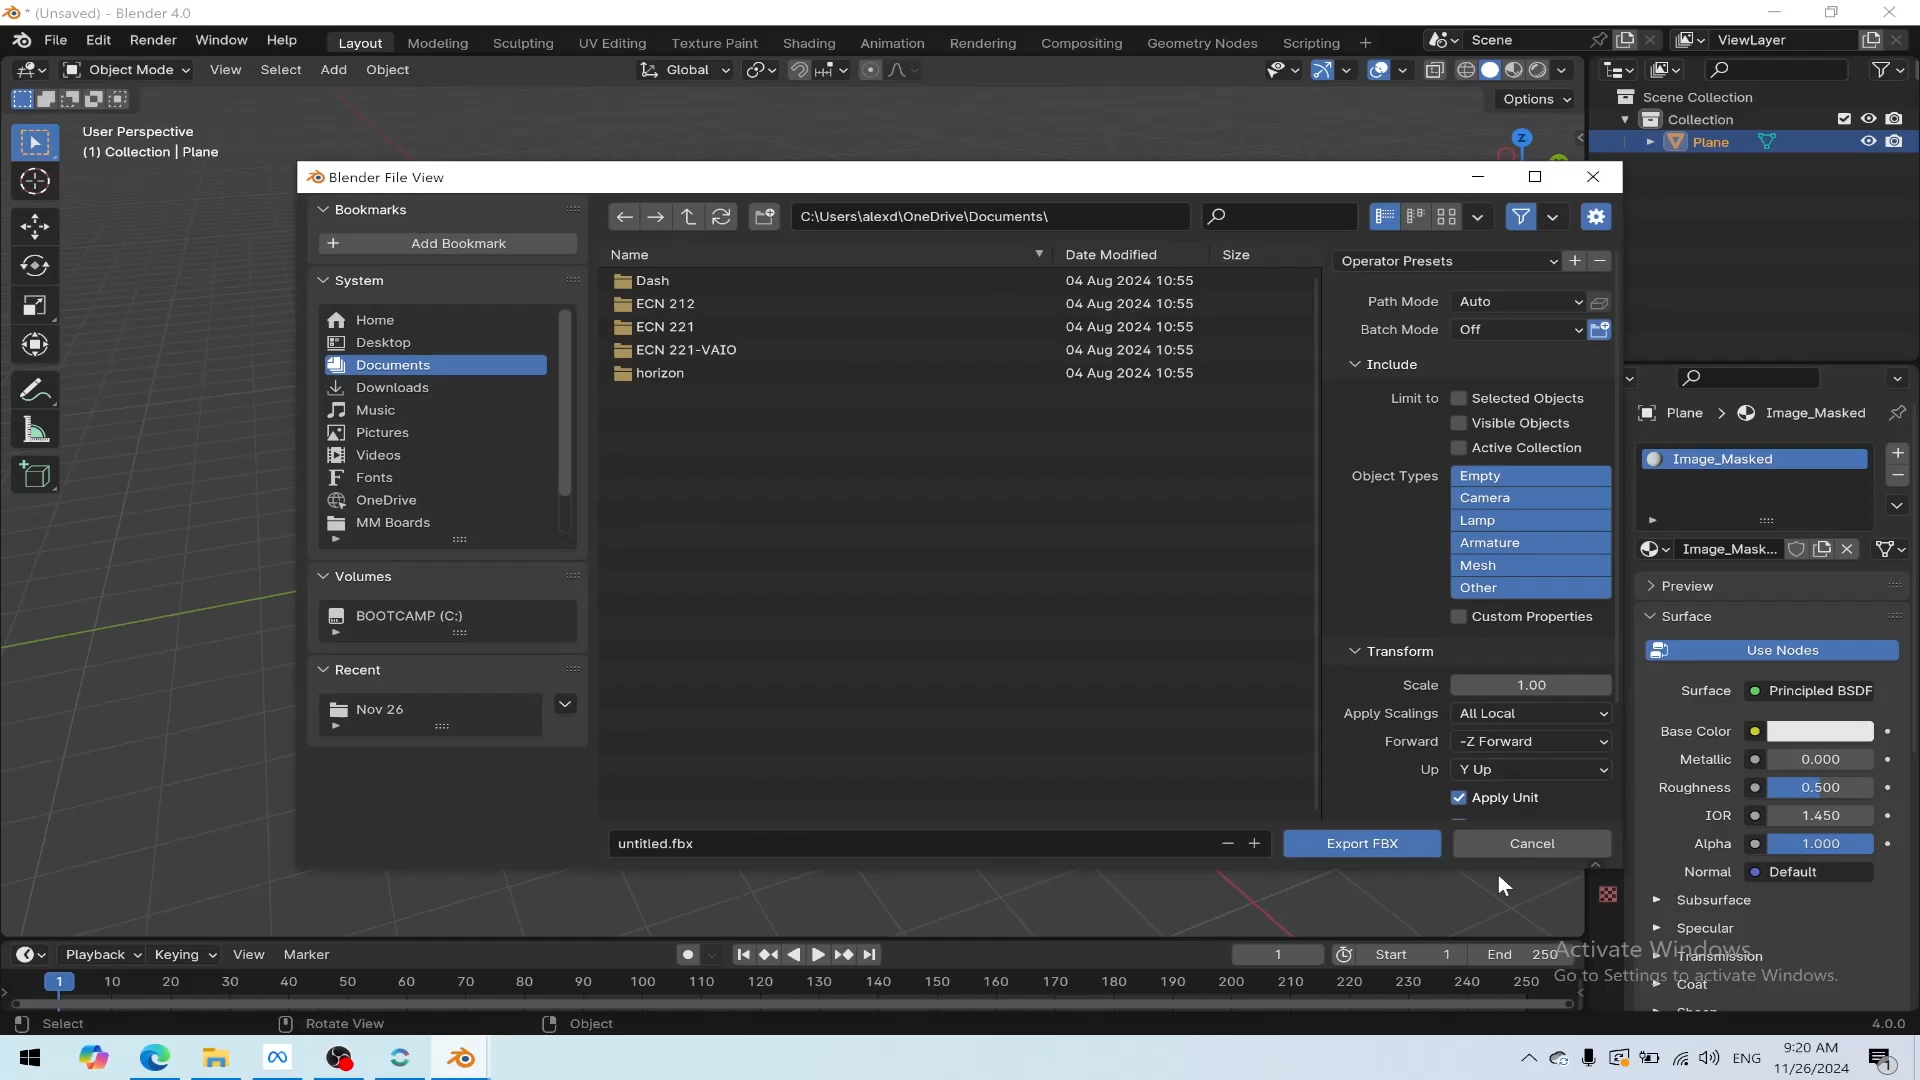 * (Unsaved) - Blender 4.0
File Edit Render Window Help Layout Modeling Sculpting UV Editing Texture Paint Shading Animation Rendering Compositing Geometry Nodes Scripting + Scene ViewLayer
Object Mode View Select Add Object Global
Options
Scene Collection
Collection
Plane
User Perspective
(1) Collection | Plane
Z
Blender File View
Bookmarks
Add Bookmark
System
Home
Desktop
Documents
Downloads
Music
Pictures
Videos
Fonts
OneDrive
MM Boards
Volumes
BOOTCAMP (C:)
Recent
Nov 26
C:\Users\alexd\OneDrive\Documents\
Name Date Modified Size
Dash 04 Aug 2024 10:55
ECN 212 04 Aug 2024 10:55
ECN 221 04 Aug 2024 10:55
ECN 221-VAIO 04 Aug 2024 10:55
horizon 04 Aug 2024 10:55
Operator Presets
Path Mode Auto
Batch Mode Off
Include
Limit to Selected Objects
Visible Objects
Active Collection
Object Types Empty
Camera
Lamp
Armature
Mesh
Other
Custom Properties
Transform
Scale 1.00
Apply Scalings All Local
Forward -Z Forward
Up Y Up
Apply Unit
untitled.fbx
Export FBX
Cancel
Plane > Image_Masked
Image_Masked
Image_Mask...
Preview
Surface
Use Nodes
Surface Principled BSDF
Base Color
Metallic 0.000
Roughness 0.500
IOR 1.450
Alpha 1.000
Normal Default
Subsurface
Specular
Transmission
Coat
Activate Windows
Go to Settings to activate Windows.
Playback Keying View Marker 1 Start 1 End 250
1 10 20 30 40 50 60 70 80 90 100 110 120 130 140 150 160 170 180 190 200 210 220 230 240 250
Select Rotate View Object 4.0.0
ENG
9:20 AM
11/26/2024
1